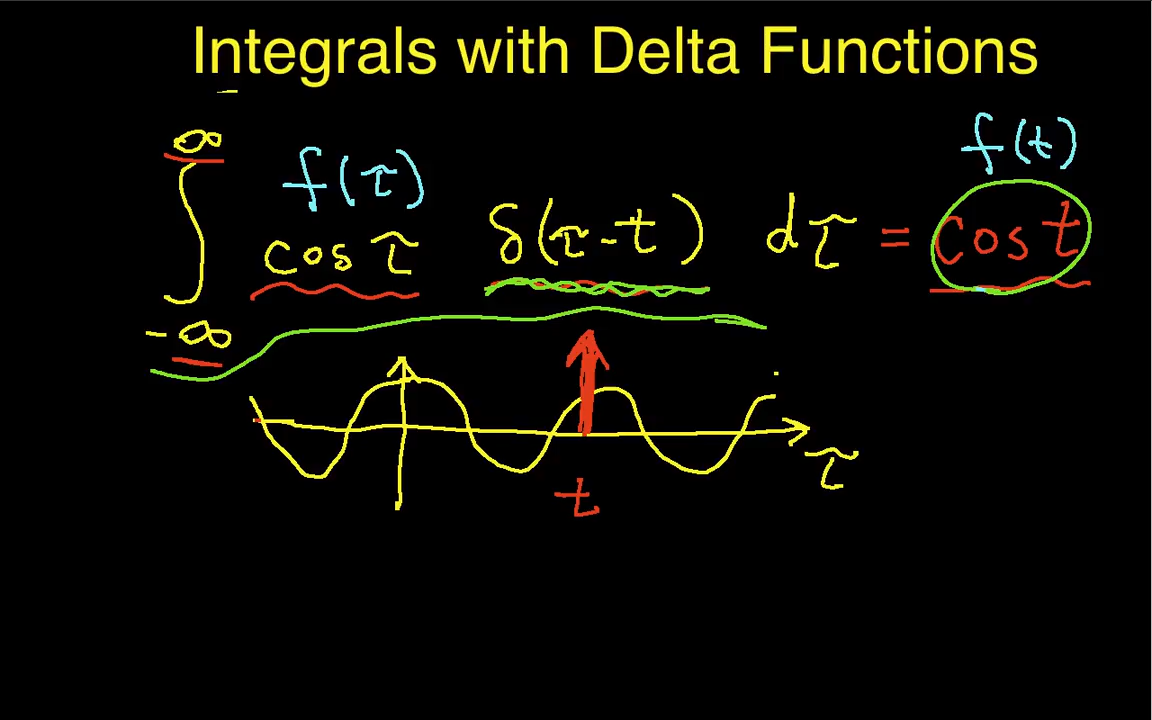 Integrals with Delta Functions
f(τ) f(t)
∫_{-∞}^{∞} cos τ δ(τ-t) dτ = cos t
τ
t